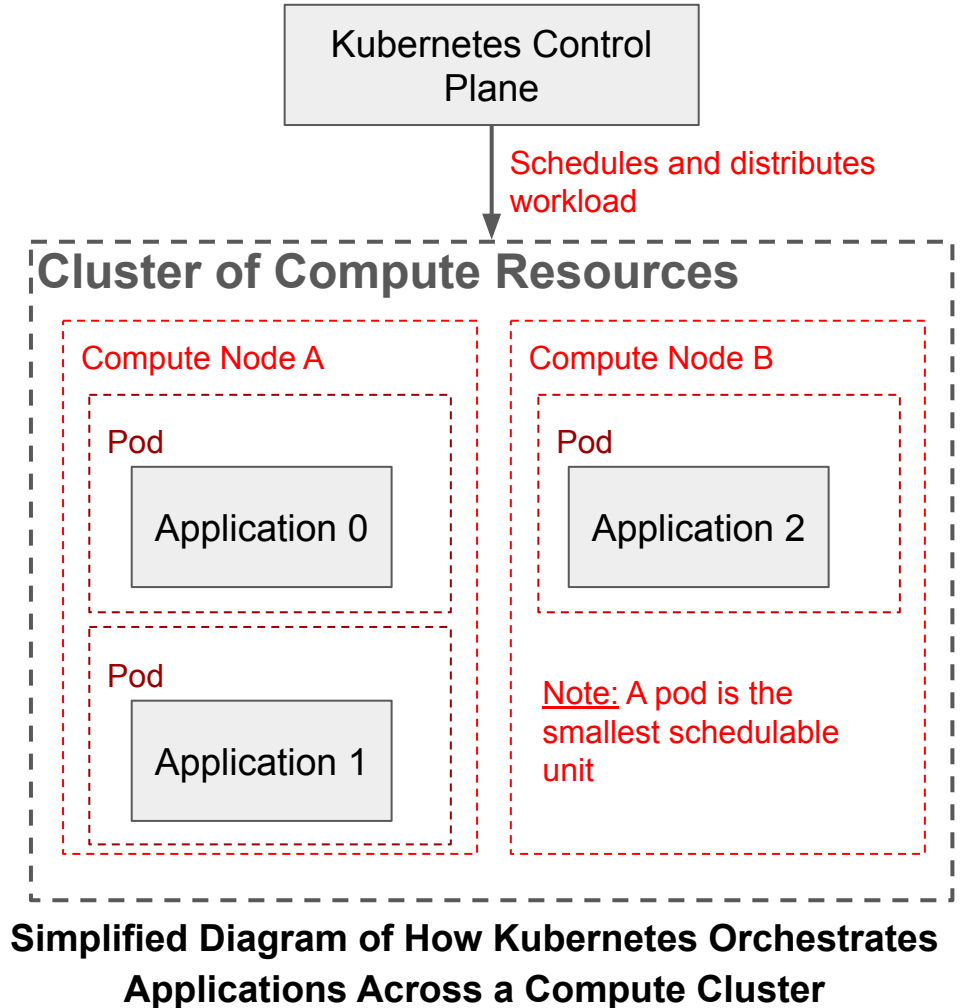 Kubernetes Control
Plane
Schedules and distributes
workload
Cluster of Compute Resources
Compute Node A
Pod
Application 0
Pod
Application 1
Compute Node B
Pod
Application 2
Note: A pod is the
smallest schedulable
unit
Simplified Diagram of How Kubernetes Orchestrates
Applications Across a Compute Cluster